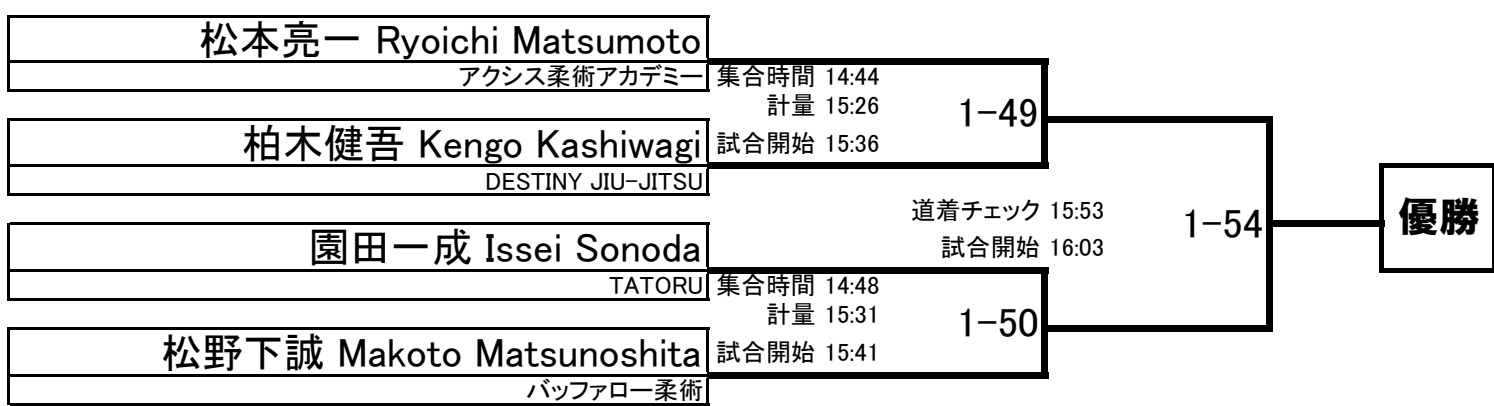 松本亮一 Ryoichi Matsumoto
アクシス柔術アカデミー
集合時間 14:44
計量 15:26
試合開始 15:36
1-49
柏木健吾 Kengo Kashiwagi
DESTINY JIU-JITSU
道着チェック 15:53
試合開始 16:03
1-54
優勝
園田一成 Issei Sonoda
TATORU
集合時間 14:48
計量 15:31
試合開始 15:41
1-50
松野下誠 Makoto Matsunoshita
バッファロー柔術